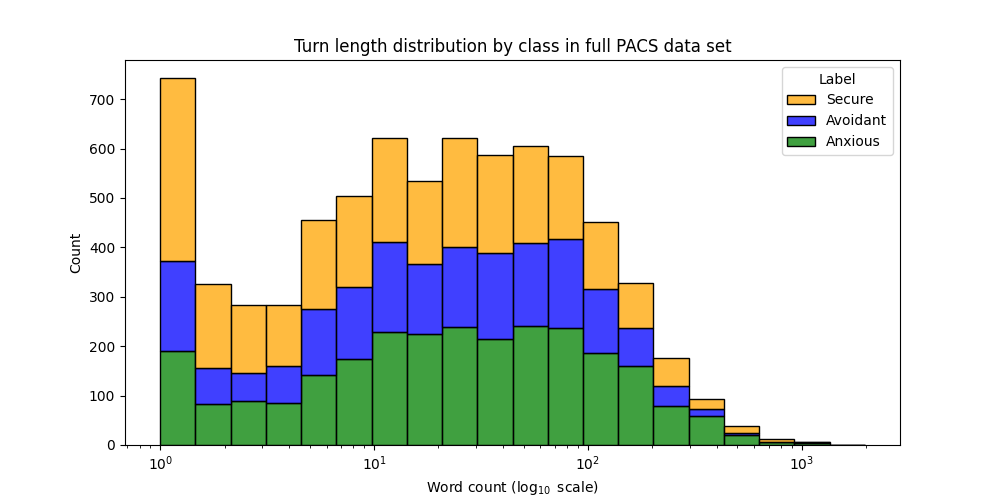 Turn length distribution by class in full PACS data set
Label
Secure
Avoidant
Anxious
Count
700
600
500
400
300
200
100
0
10⁰ 10¹ 10² 10³
Word count (log₁₀ scale)